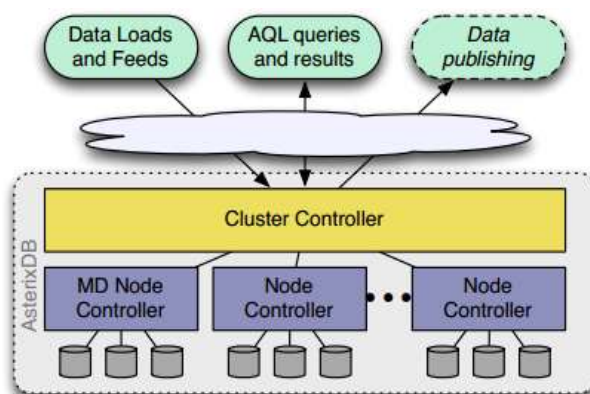 Data Loads
and Feeds
AQL queries
and results
Data
publishing
AsterixDB
Cluster Controller
MD Node
Controller
Node
Controller
Node
Controller